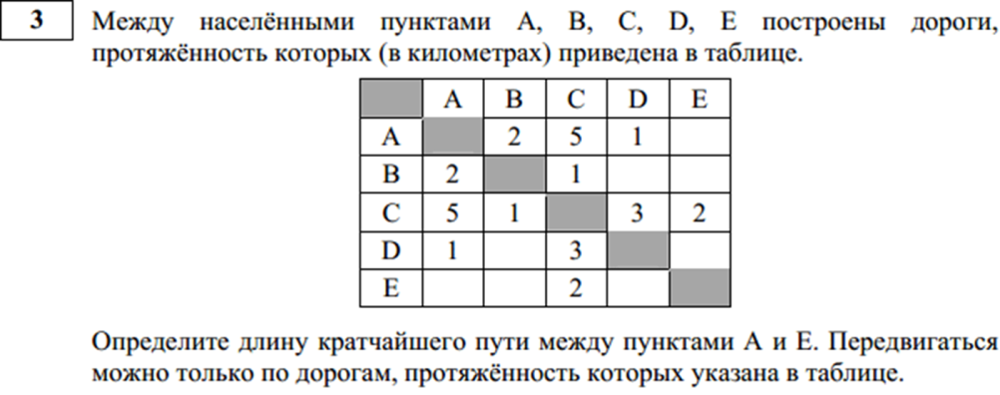 3 Между населёнными пунктами A, B, C, D, E построены дороги,
протяжённость которых (в километрах) приведена в таблице.
A B C D E
A 2 5 1
B 2 1
C 5 1 3 2
D 1 3
E 2
Определите длину кратчайшего пути между пунктами A и E. Передвигаться
можно только по дорогам, протяжённость которых указана в таблице.